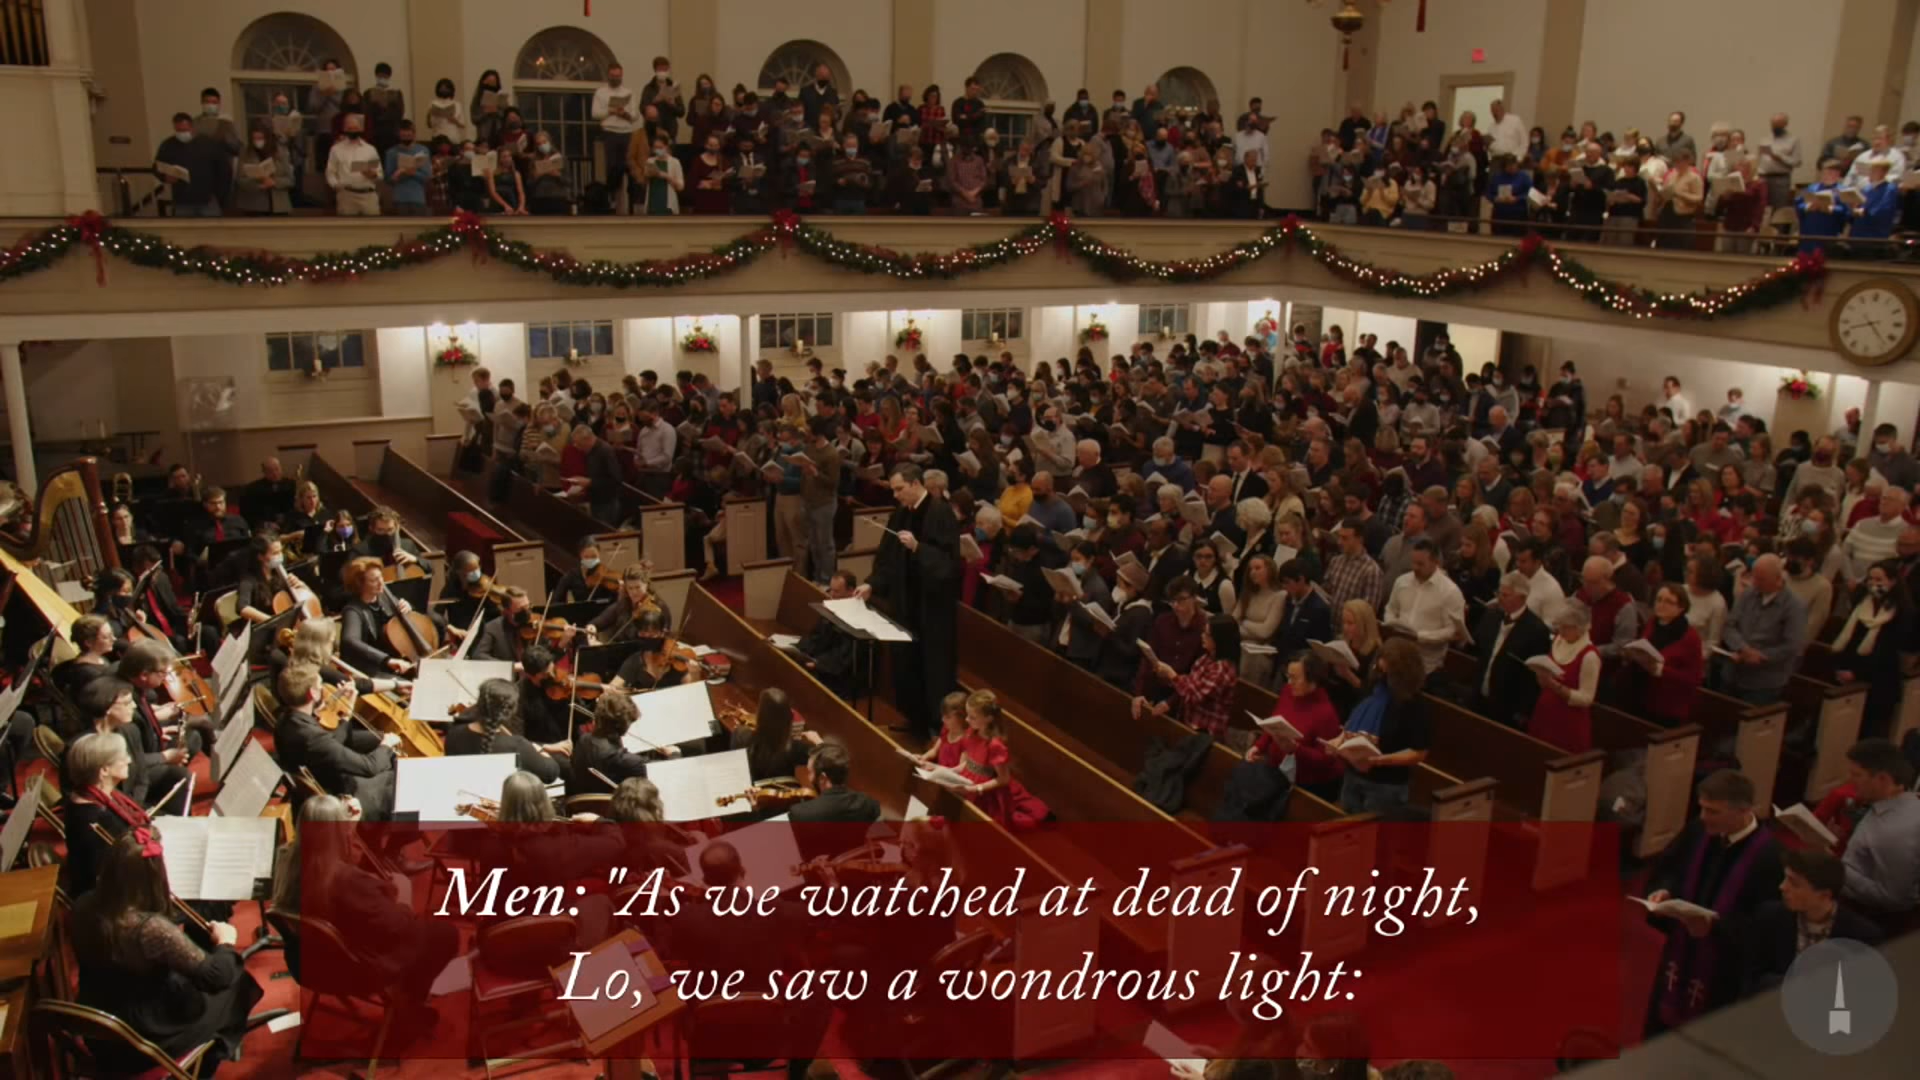 Men: "As we watched at dead of night,
Lo, we saw a wondrous light: